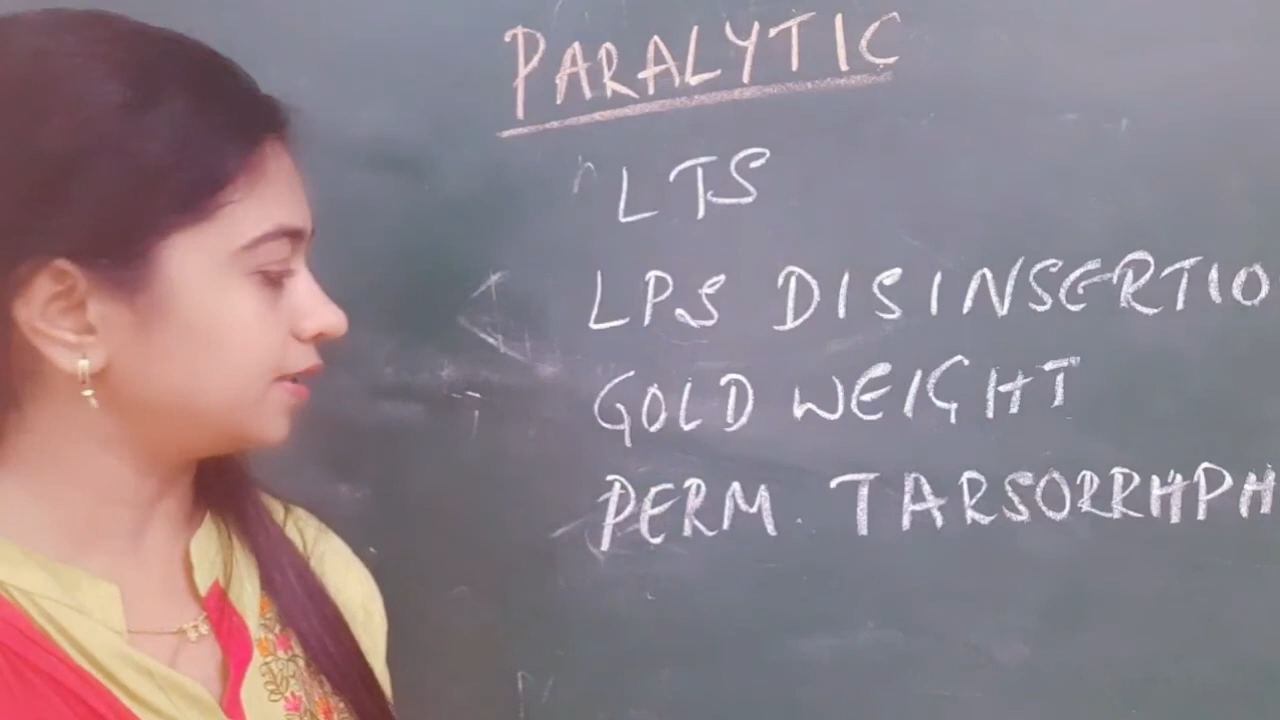 PARALYTIC
LTS
LPS DISINSERTIO
GOLD WEIGHT
PERM. TARSORRHPH